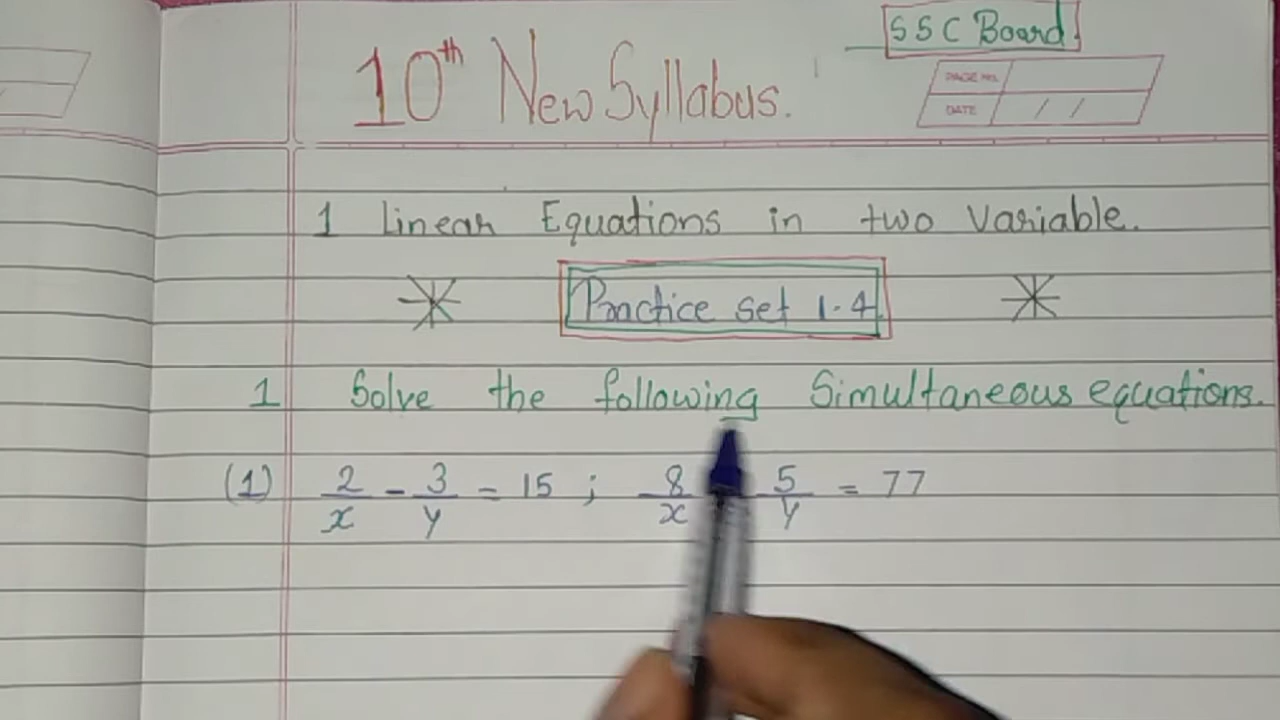 SSC Board
10th New Syllabus.
PAGE No.
DATE / /
1 Linear Equations in two Variable.
Practice set 1.4
1 Solve the following Simultaneous equations.
(1) 2/x - 3/y = 15 ; 8/x 5/y = 77